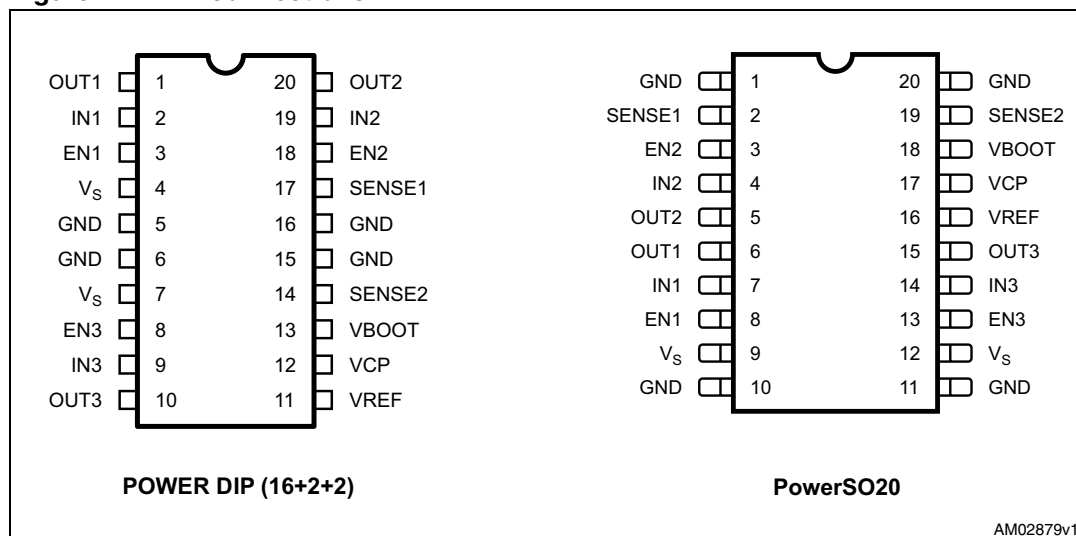 OUT1 1 20 OUT2
IN1 2 19 IN2
EN1 3 18 EN2
VS 4 17 SENSE1
GND 5 16 GND
GND 6 15 GND
VS 7 14 SENSE2
EN3 8 13 VBOOT
IN3 9 12 VCP
OUT3 10 11 VREF
POWER DIP (16+2+2)
GND 1 20 GND
SENSE1 2 19 SENSE2
EN2 3 18 VBOOT
IN2 4 17 VCP
OUT2 5 16 VREF
OUT1 6 15 OUT3
IN1 7 14 IN3
EN1 8 13 EN3
VS 9 12 VS
GND 10 11 GND
PowerSO20
AM02879v1